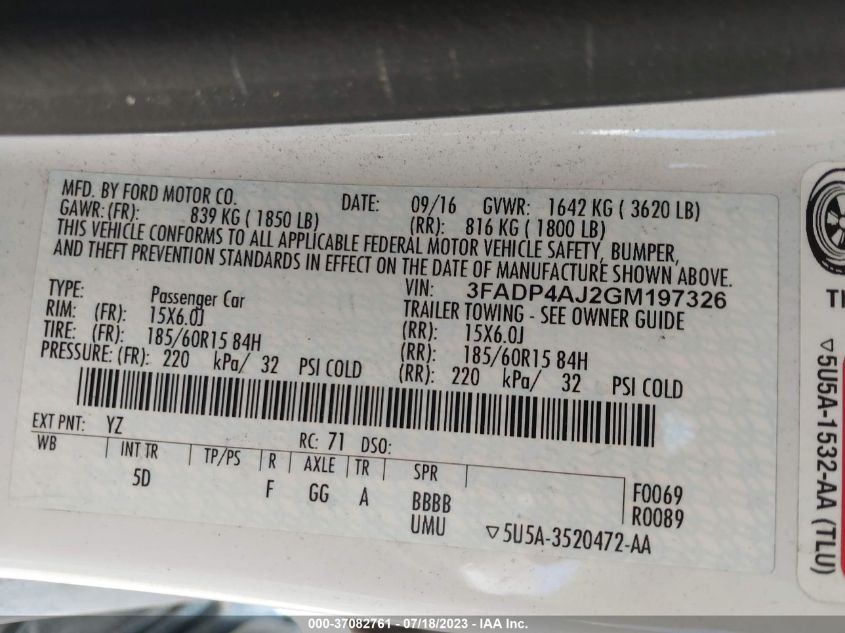 MFD. BY FORD MOTOR CO. DATE: 09/16 GVWR: 1642 KG ( 3620 LB)
GAWR: (FR): 839 KG ( 1850 LB) (RR): 816 KG ( 1800 LB)
THIS VEHICLE CONFORMS TO ALL APPLICABLE FEDERAL MOTOR VEHICLE SAFETY, BUMPER,
AND THEFT PREVENTION STANDARDS IN EFFECT ON THE DATE OF MANUFACTURE SHOWN ABOVE.
VIN: 3FADP4AJ2GM197326
TYPE: Passenger Car TRAILER TOWING - SEE OWNER GUIDE
RIM: (FR): 15X6.0J (RR): 15X6.0J
TIRE: (FR): 185/60R15 84H (RR): 185/60R15 84H
PRESSURE: (FR): 220 kPa/ 32 PSI COLD (RR): 220 kPa/ 32 PSI COLD
EXT PNT: YZ RC: 71 DSO:
WB INT TR TP/PS R AXLE TR SPR
5D F GG A BBBB
UMU
F0069
R0089
▽5U5A-3520472-AA
▽5U5A-1532-AA (TLU)
000-37082761 - 07/18/2023 - IAA Inc.